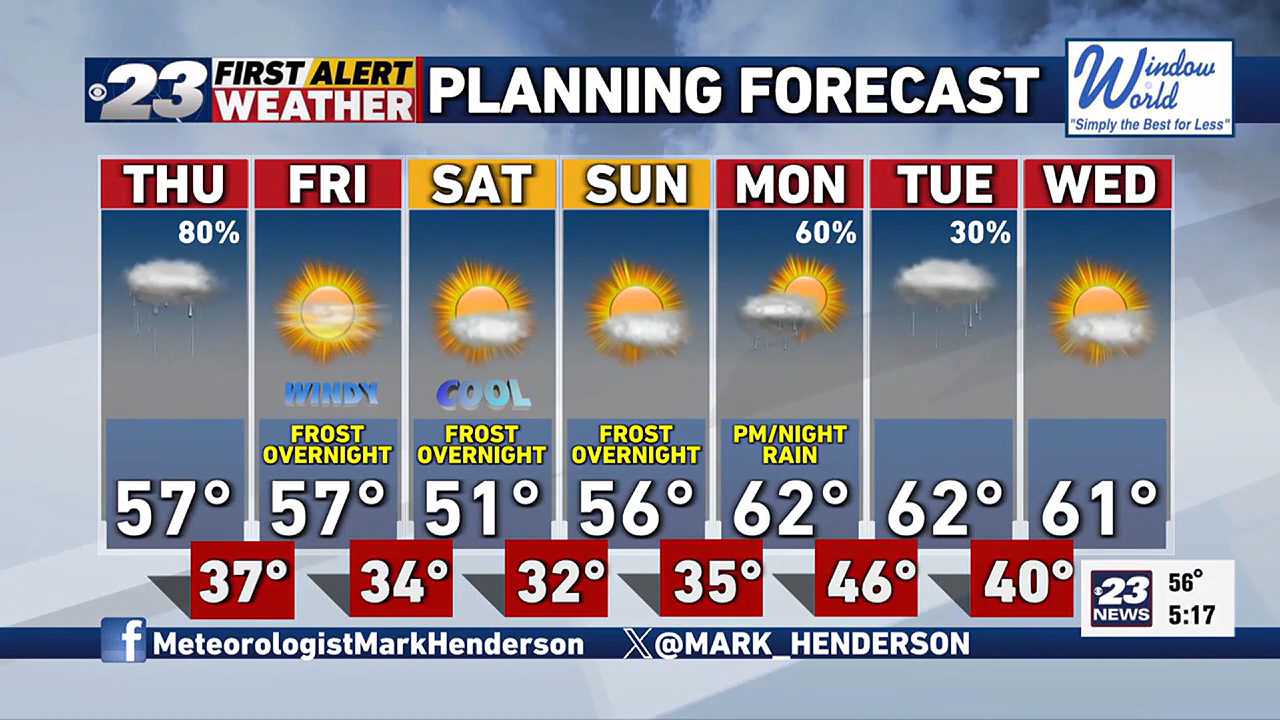 23 FIRST ALERT
WEATHER
PLANNING FORECAST
Window
World
"Simply the Best for Less"
THU FRI SAT SUN MON TUE WED
80% 60% 30%
WINDY COOL
FROST OVERNIGHT FROST OVERNIGHT FROST OVERNIGHT PM/NIGHT RAIN
57° 57° 51° 56° 62° 62° 61°
37° 34° 32° 35° 46° 40°
23 NEWS 56°
5:17
f MeteorologistMarkHenderson X@MARK_HENDERSON